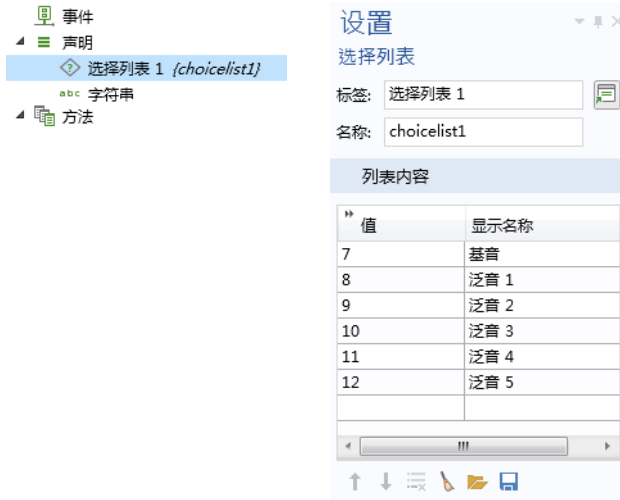 事件
声明
选择列表 1 {choicelist1}
abc 字符串
方法
设置
选择列表
标签: 选择列表 1
名称: choicelist1
列表内容
值 显示名称
7 基音
8 泛音 1
9 泛音 2
10 泛音 3
11 泛音 4
12 泛音 5